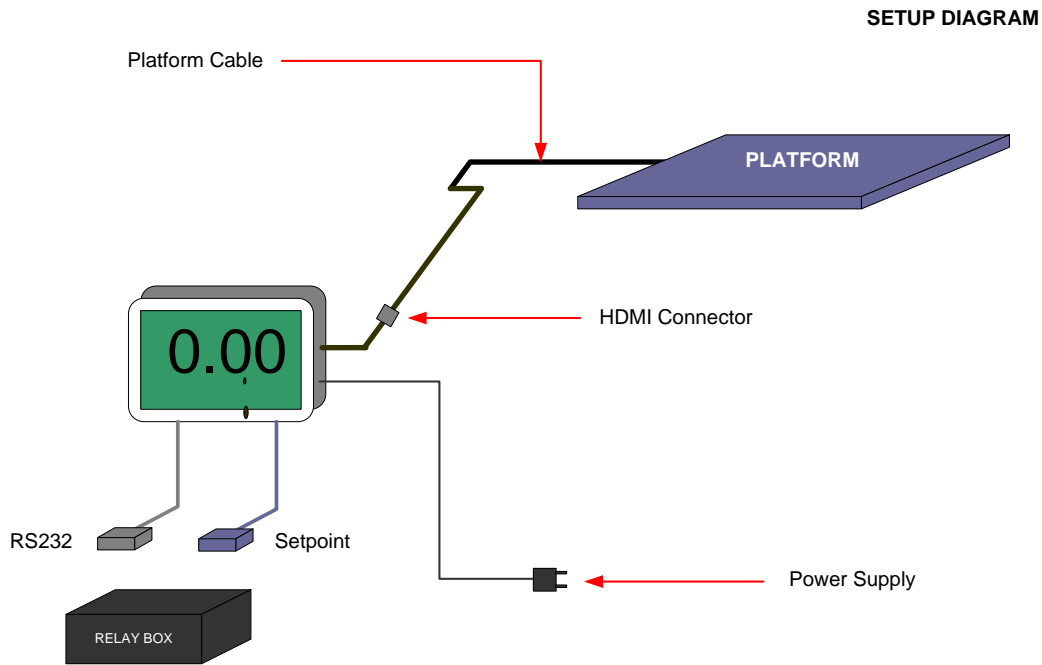 SETUP DIAGRAM
Platform Cable
PLATFORM
HDMI Connector
0.00
RS232
Setpoint
Power Supply
RELAY BOX